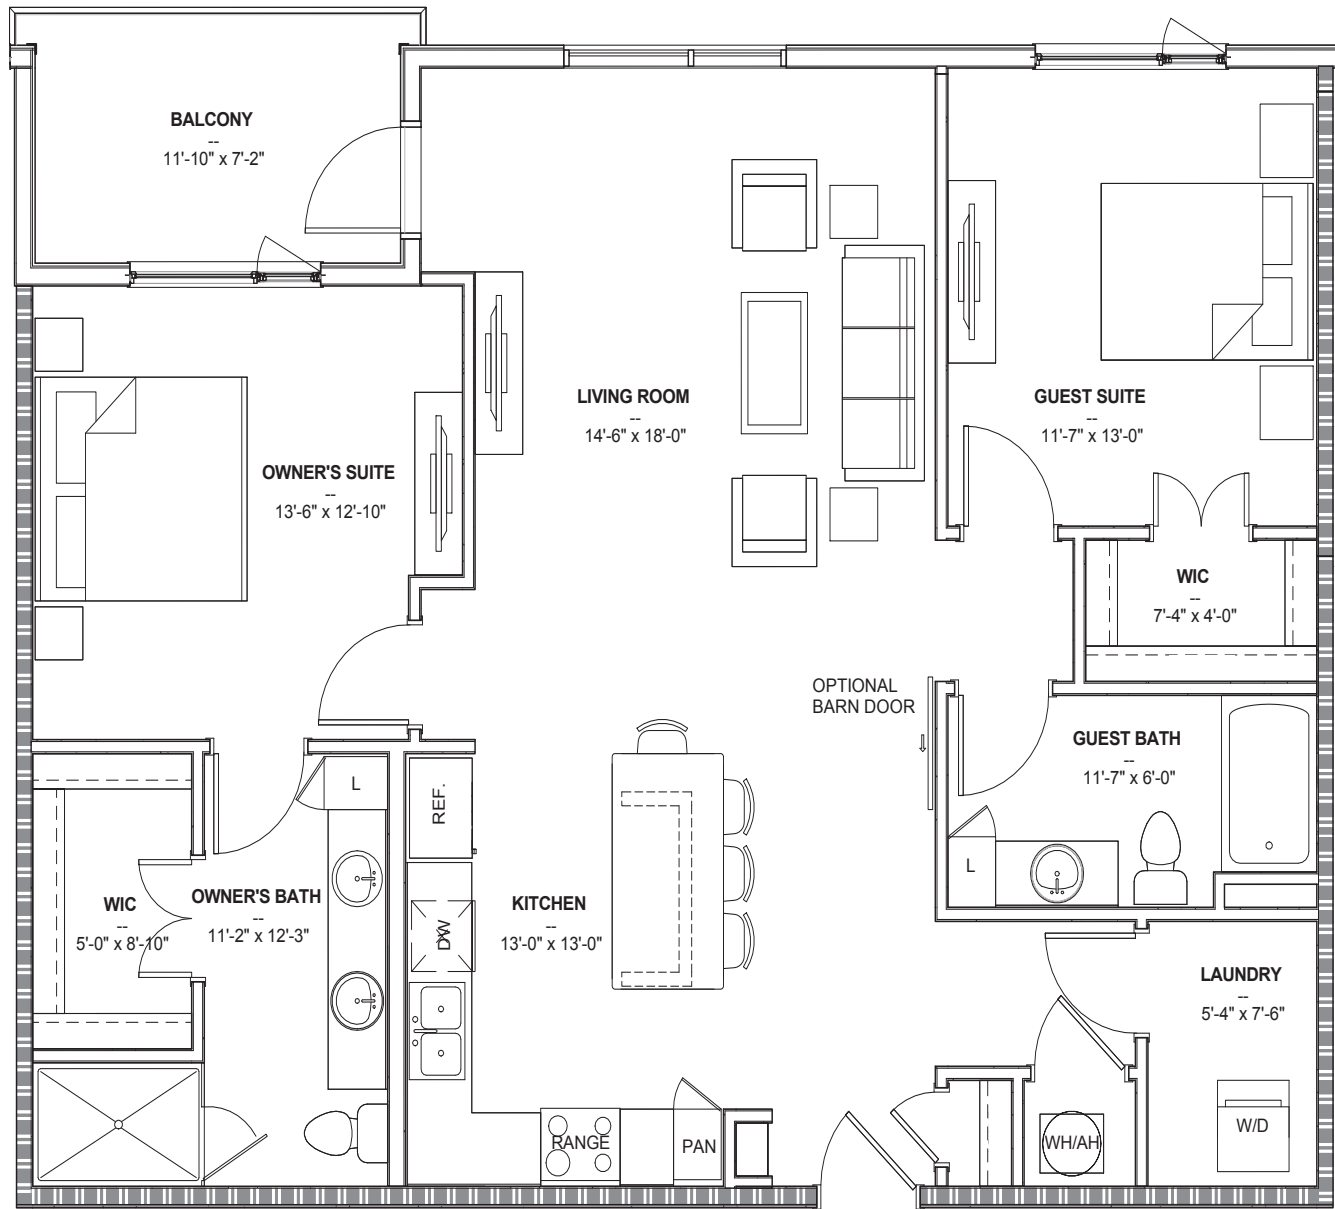 BALCONY
--
11'-10" x 7'-2"
LIVING ROOM
--
14'-6" x 18'-0"
GUEST SUITE
--
11'-7" x 13'-0"
OWNER'S SUITE
--
13'-6" x 12'-10"
WIC
--
7'-4" x 4'-0"
OPTIONAL
BARN DOOR
GUEST BATH
--
11'-7" x 6'-0"
L
REF.
L
WIC
--
5'-0" x 8'-10"
OWNER'S BATH
--
11'-2" x 12'-3"
DW
KITCHEN
--
13'-0" x 13'-0"
LAUNDRY
--
5'-4" x 7'-6"
RANGE
PAN
WH/AH
W/D